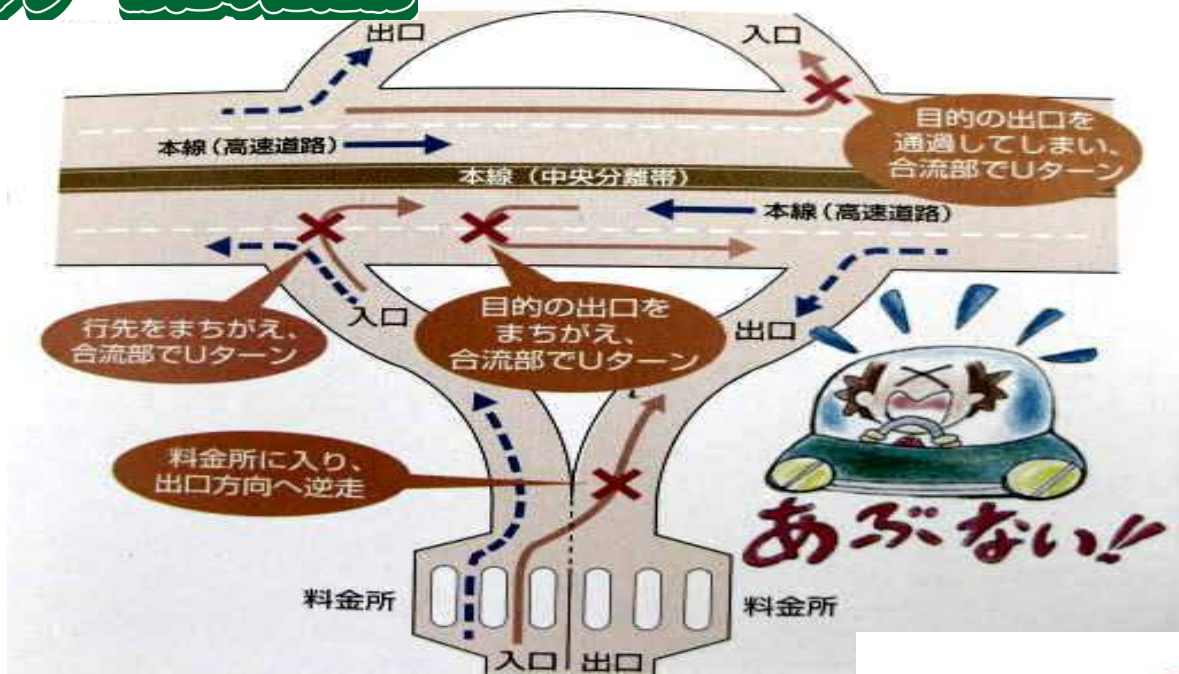 出口
入口
目的の出口を
通過してしまい、
合流部でUターン
本線(高速道路)
本線(中央分離帯)
本線(高速道路)
行先をまちがえ、
合流部でUターン
入口
目的の出口を
まちがえ、
合流部でUターン
出口
料金所に入り、
出口方向へ逆走
あぶない!!
料金所
料金所
入口
出口